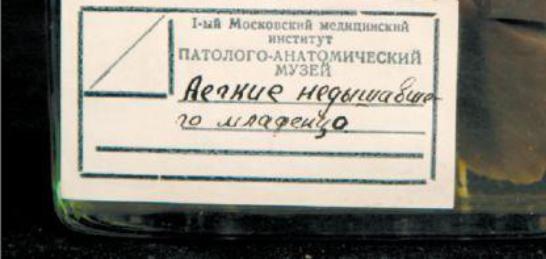 I-ый Московский медицинский
институт
ПАТОЛОГО-АНАТОМИЧЕСКИЙ
МУЗЕЙ
Легкие недышавше-
го младенца